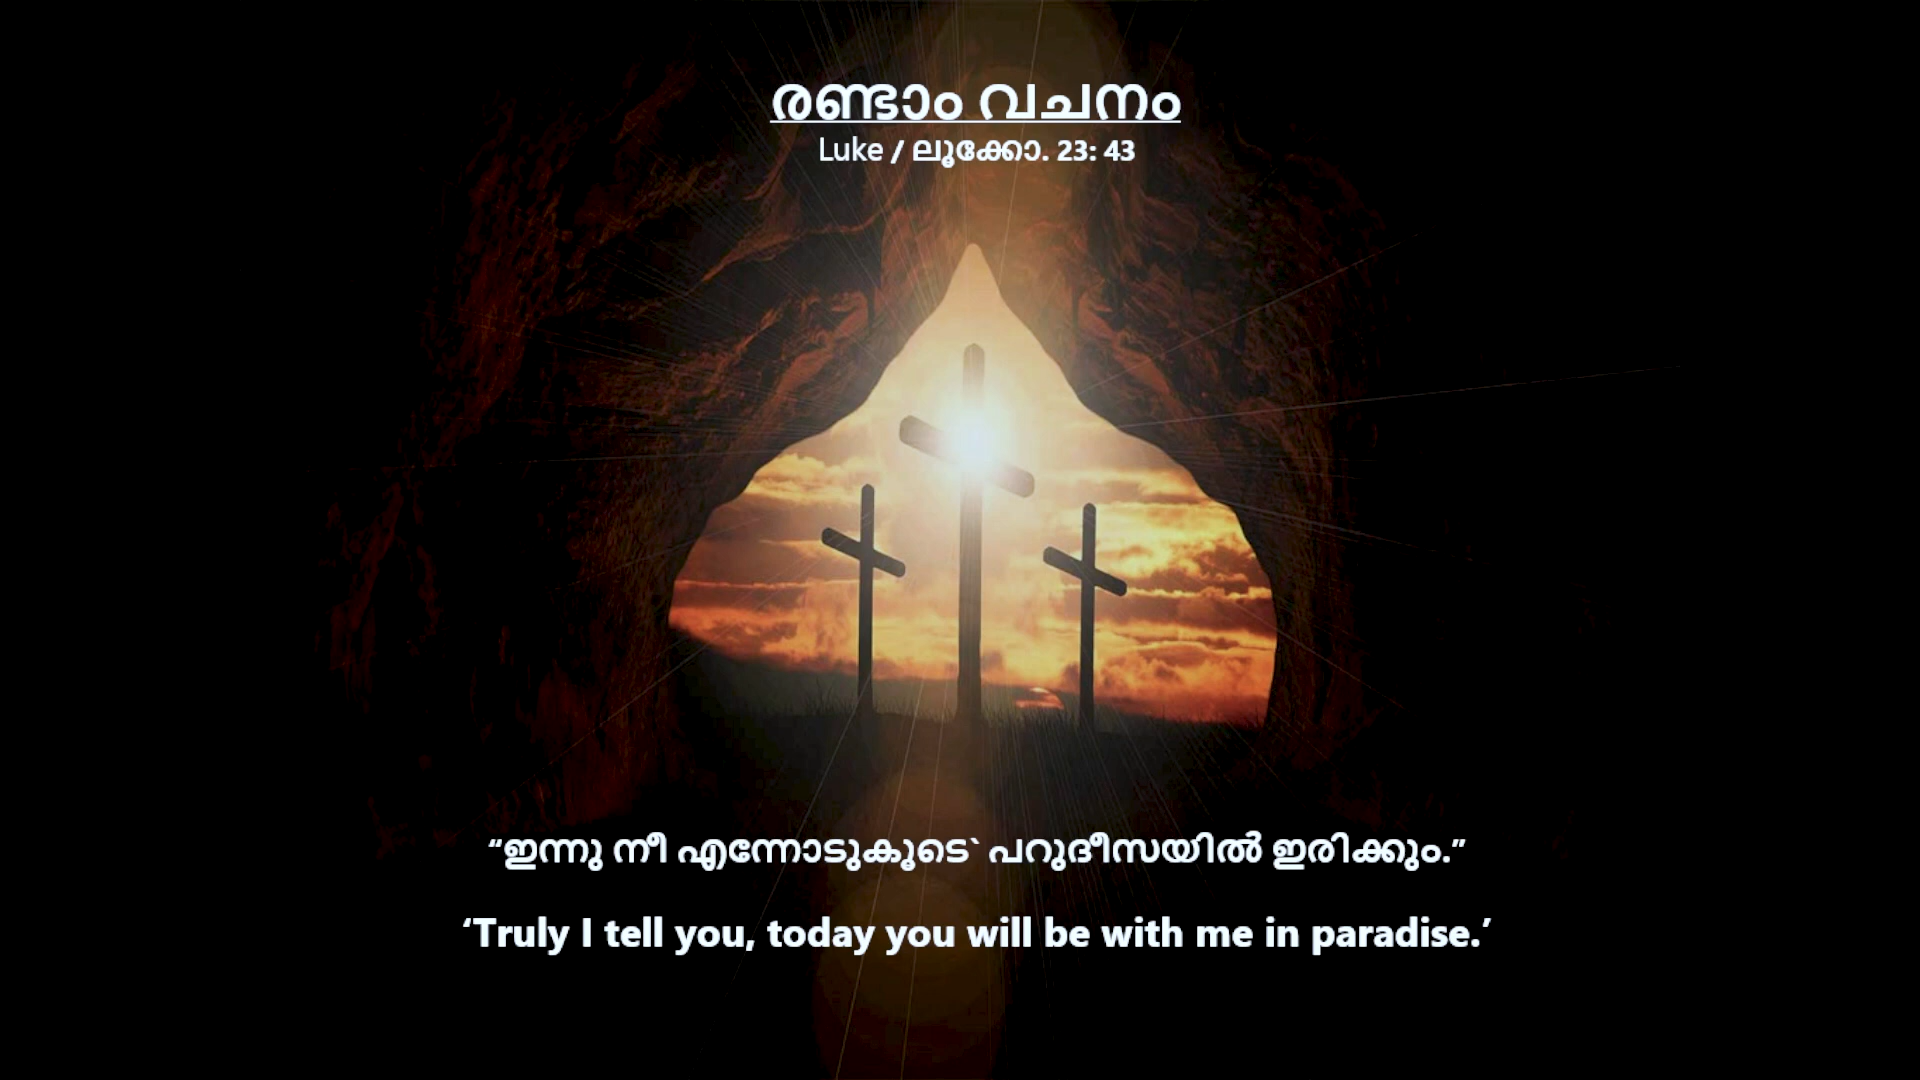 രണ്ടാം വചനം
Luke / ലൂക്കോ. 23: 43
“ഇന്നു നീ എന്നോടുകൂടെ` പറുദീസയിൽ ഇരിക്കും.”
‘Truly I tell you, today you will be with me in paradise.’